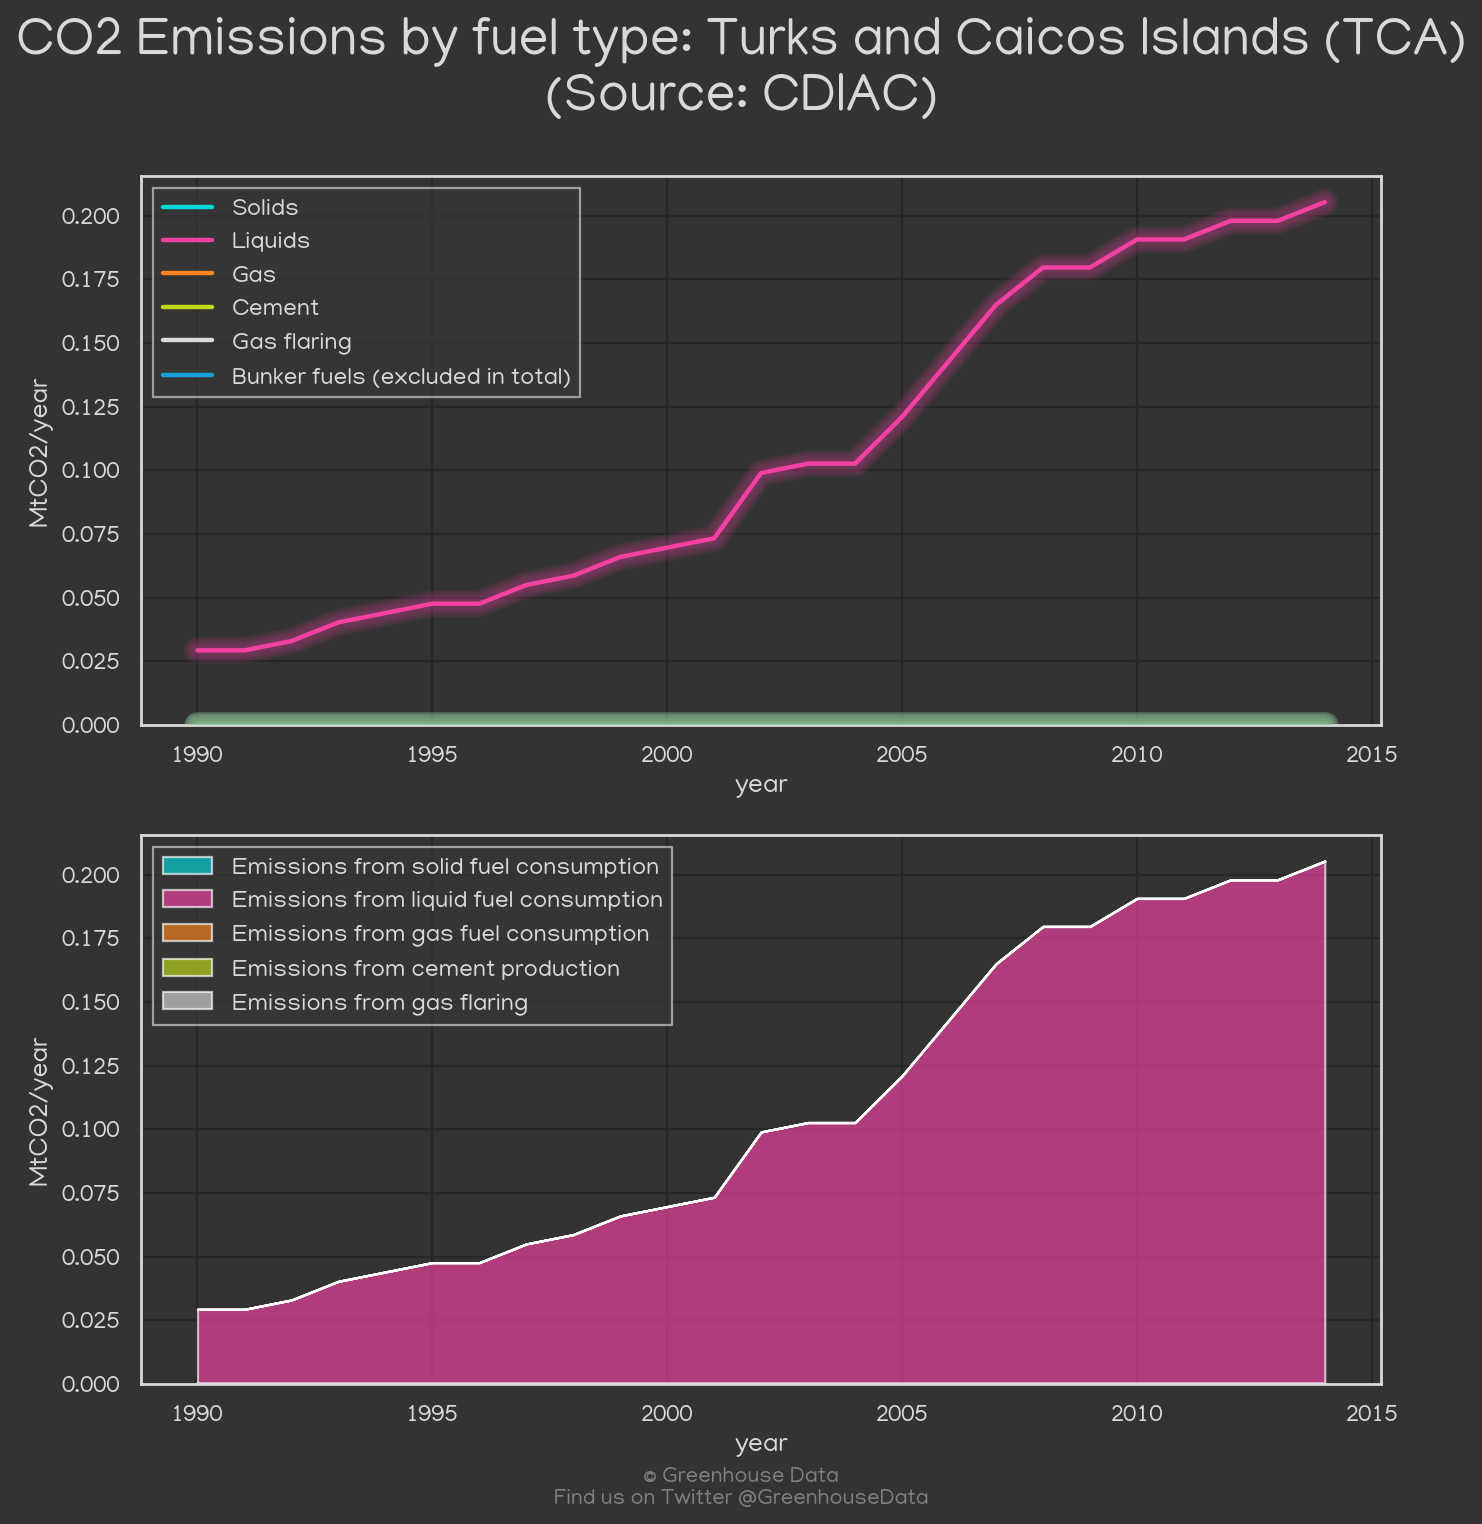 CO2 Emissions by fuel type: Turks and Caicos Islands (TCA)
(Source: CDIAC)
Solids
Liquids
Gas
Cement
Gas flaring
Bunker fuels (excluded in total)
MtCO2/year
0.200
0.175
0.150
0.125
0.100
0.075
0.050
0.025
0.000
1990 1995 2000 2005 2010 2015
year
Emissions from solid fuel consumption
Emissions from liquid fuel consumption
Emissions from gas fuel consumption
Emissions from cement production
Emissions from gas flaring
MtCO2/year
0.200
0.175
0.150
0.125
0.100
0.075
0.050
0.025
0.000
1990 1995 2000 2005 2010 2015
year
© Greenhouse Data
Find us on Twitter @GreenhouseData